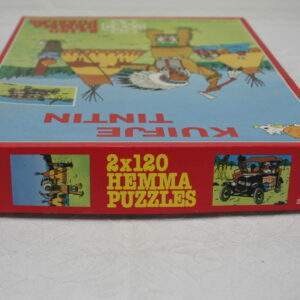 KUIFJE
TINTIN
2x120
HEMMA
PUZZLES